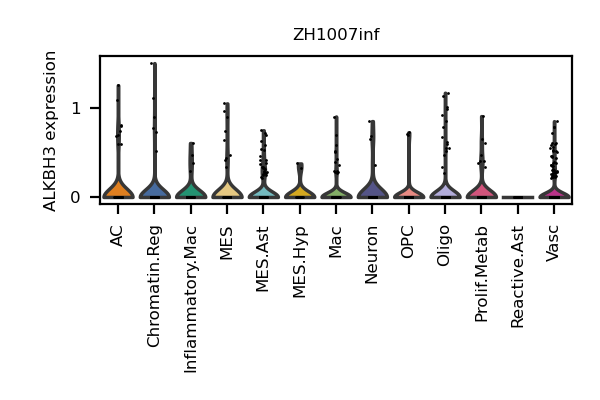 ZH1007inf
ALKBH3 expression
1
0
AC
Chromatin.Reg
Inflammatory.Mac
MES
MES.Ast
MES.Hyp
Mac
Neuron
OPC
Oligo
Prolif.Metab
Reactive.Ast
Vasc